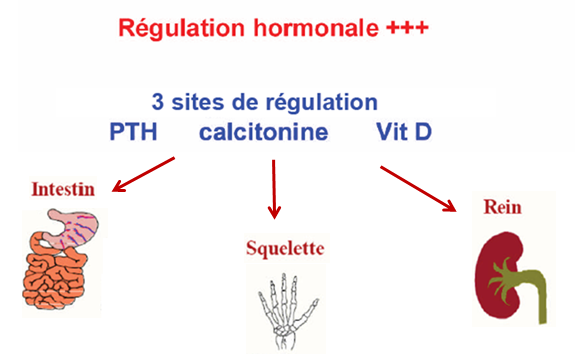 Régulation hormonale +++
3 sites de régulation
PTH calcitonine Vit D
Intestin
Squelette
Rein